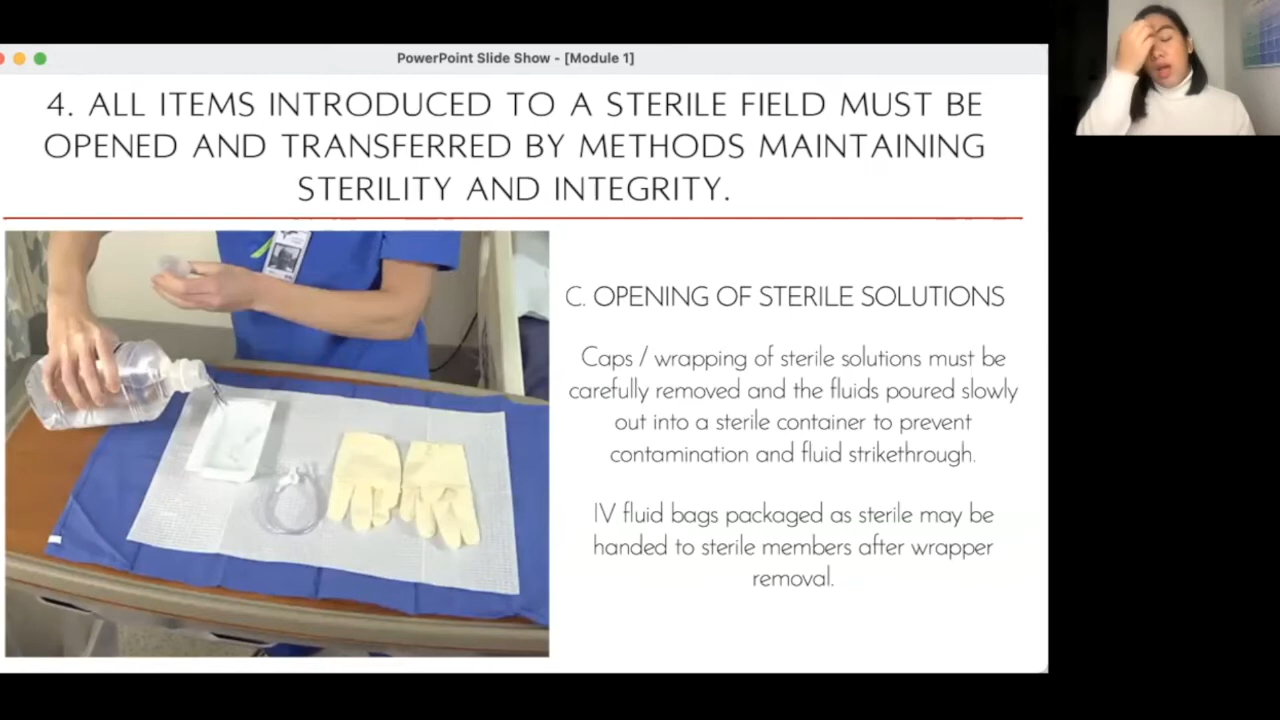 PowerPoint Slide Show - [Module 1]
4. ALL ITEMS INTRODUCED TO A STERILE FIELD MUST BE
OPENED AND TRANSFERRED BY METHODS MAINTAINING
STERILITY AND INTEGRITY.
C. OPENING OF STERILE SOLUTIONS
Caps / wrapping of sterile solutions must be
carefully removed and the fluids poured slowly
out into a sterile container to prevent
contamination and fluid strikethrough.
IV fluid bags packaged as sterile may be
handed to sterile members after wrapper
removal.